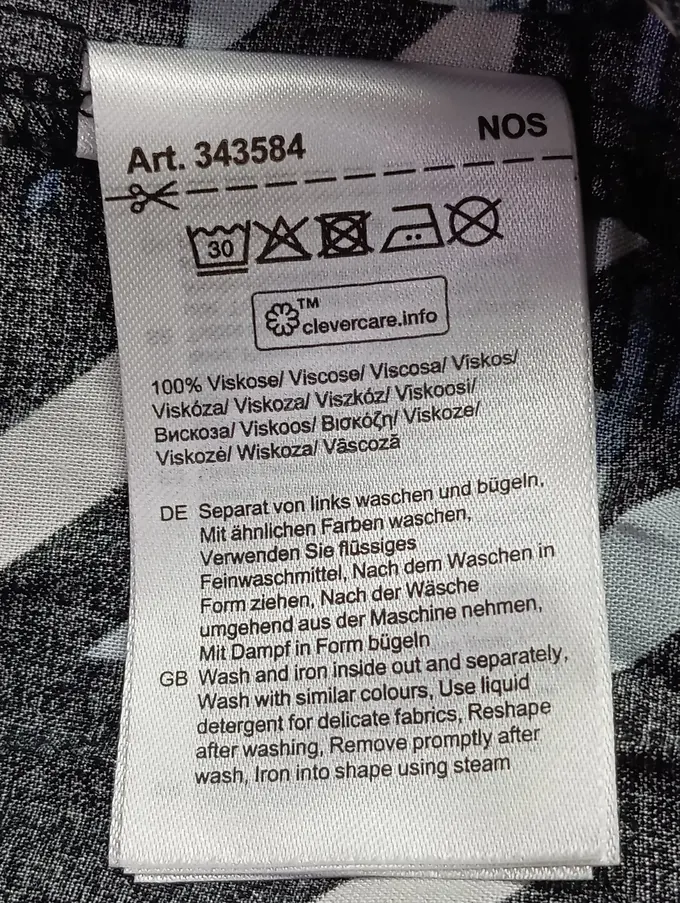 NOS
Art. 343584
30
TM
clevercare.info
100% Viskose/ Viscose/ Viscosa/ Viskos/
Viskóza/ Viskoza/ Viszkóz/ Viskoosi/
Вискоза/ Viskoos/ Βισκόζη/ Viskoze/
Viskozė/ Wiskoza/ Vâscoză
DE Separat von links waschen und bügeln,
Mit ähnlichen Farben waschen,
Verwenden Sie flüssiges
Feinwaschmittel, Nach dem Waschen in
Form ziehen, Nach der Wäsche
umgehend aus der Maschine nehmen,
Mit Dampf in Form bügeln
GB Wash and iron inside out and separately,
Wash with similar colours, Use liquid
detergent for delicate fabrics, Reshape
after washing, Remove promptly after
wash, Iron into shape using steam